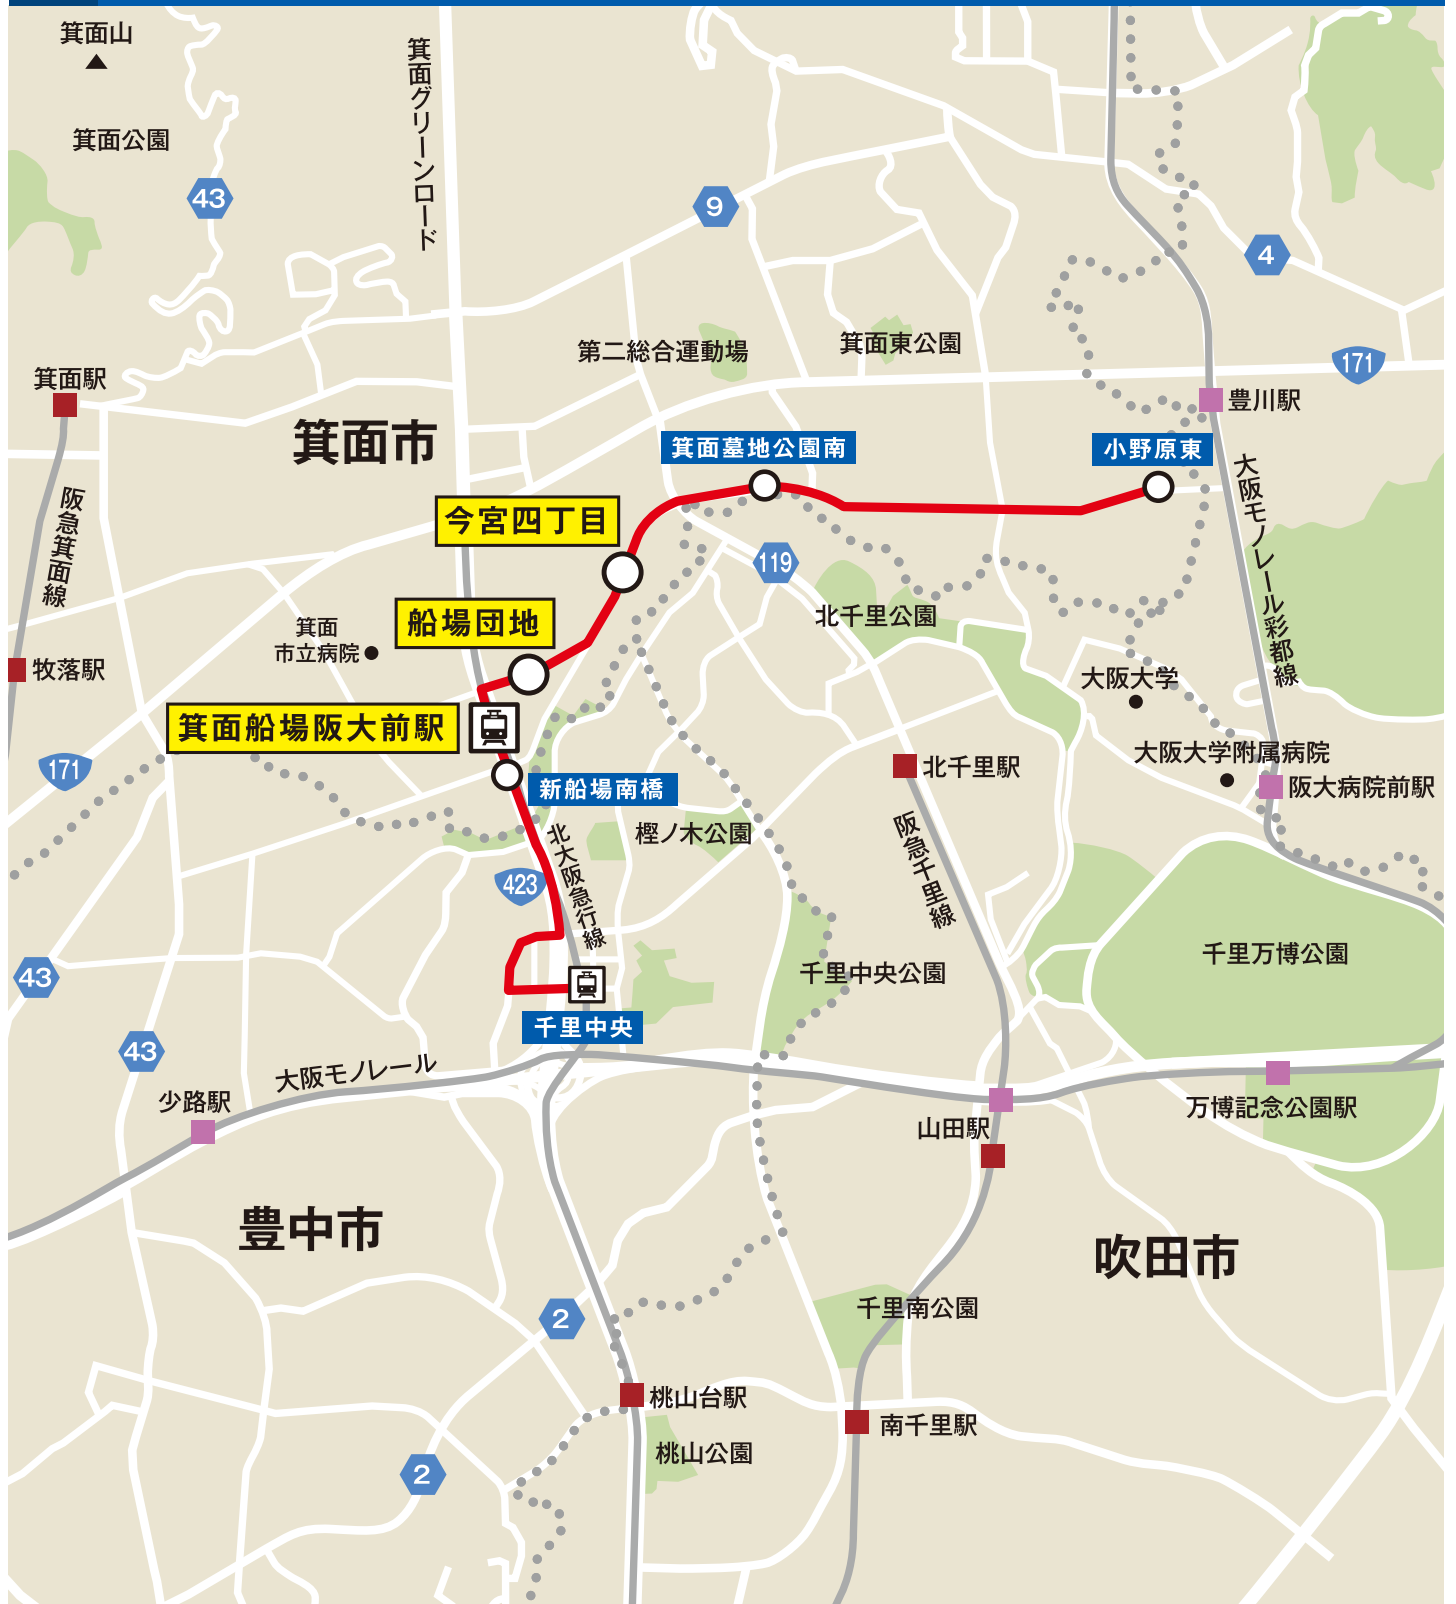 箕面山
箕面グリーンロード
箕面公園
43
9
4
第二総合運動場
箕面東公園
171
箕面駅
豊川駅
箕面市
箕面墓地公園南
小野原東
大阪モノレール彩都線
阪急箕面線
今宮四丁目
119
船場団地
北千里公園
箕面
市立病院
牧落駅
大阪大学
箕面船場阪大前駅
171
大阪大学附属病院
北千里駅
新船場南橋
阪大病院前駅
樫ノ木公園
北大阪急行線
阪急千里線
423
千里万博公園
43
千里中央公園
千里中央
43
大阪モノレール
少路駅
万博記念公園駅
山田駅
豊中市
吹田市
2
千里南公園
桃山台駅
南千里駅
桃山公園
2